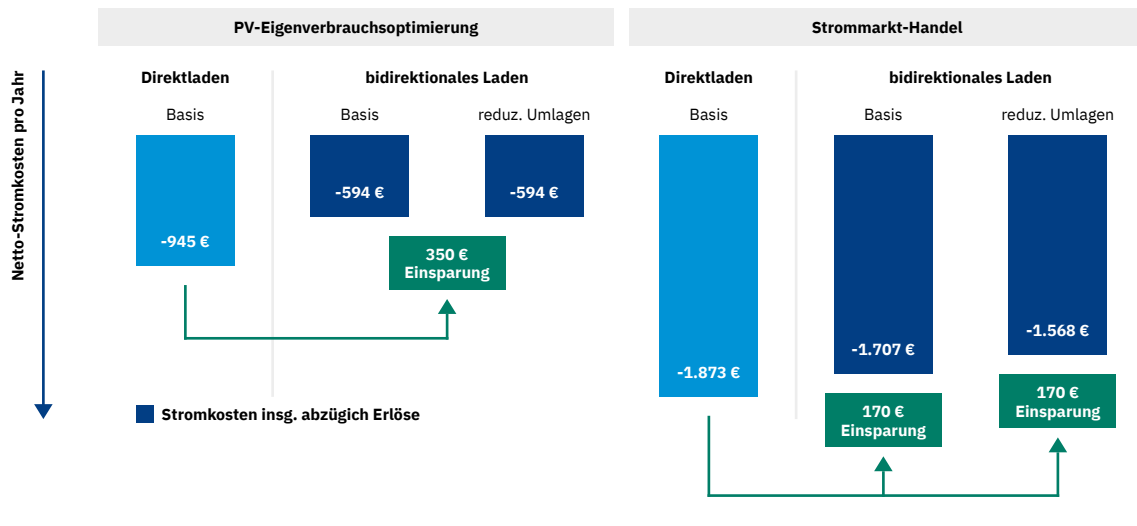 PV-Eigenverbrauchsoptimierung
Strommarkt-Handel
Netto-Stromkosten pro Jahr
Direktladen
bidirektionales Laden
Basis
Basis
reduz. Umlagen
-945 €
-594 €
-594 €
350 €
Einsparung
Stromkosten insg. abzügich Erlöse
Direktladen
bidirektionales Laden
Basis
Basis
reduz. Umlagen
-1.873 €
-1.707 €
-1.568 €
170 €
Einsparung
170 €
Einsparung